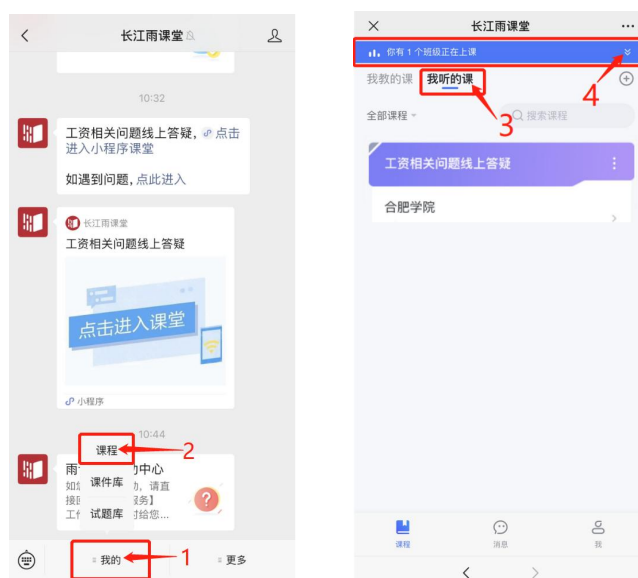 长江雨课堂
10:32
工资相关问题线上答疑, 点击
进入小程序课堂
如遇到问题, 点此进入
长江雨课堂
工资相关问题线上答疑
点击进入课堂
小程序
10:44
课程
2
课件库
试题库
我的
1
更多
长江雨课堂
你有 1 个班级正在上课
4
我教的课
我听的课
3
全部课程
搜索课程
工资相关问题线上答疑
合肥学院
课程
消息
我